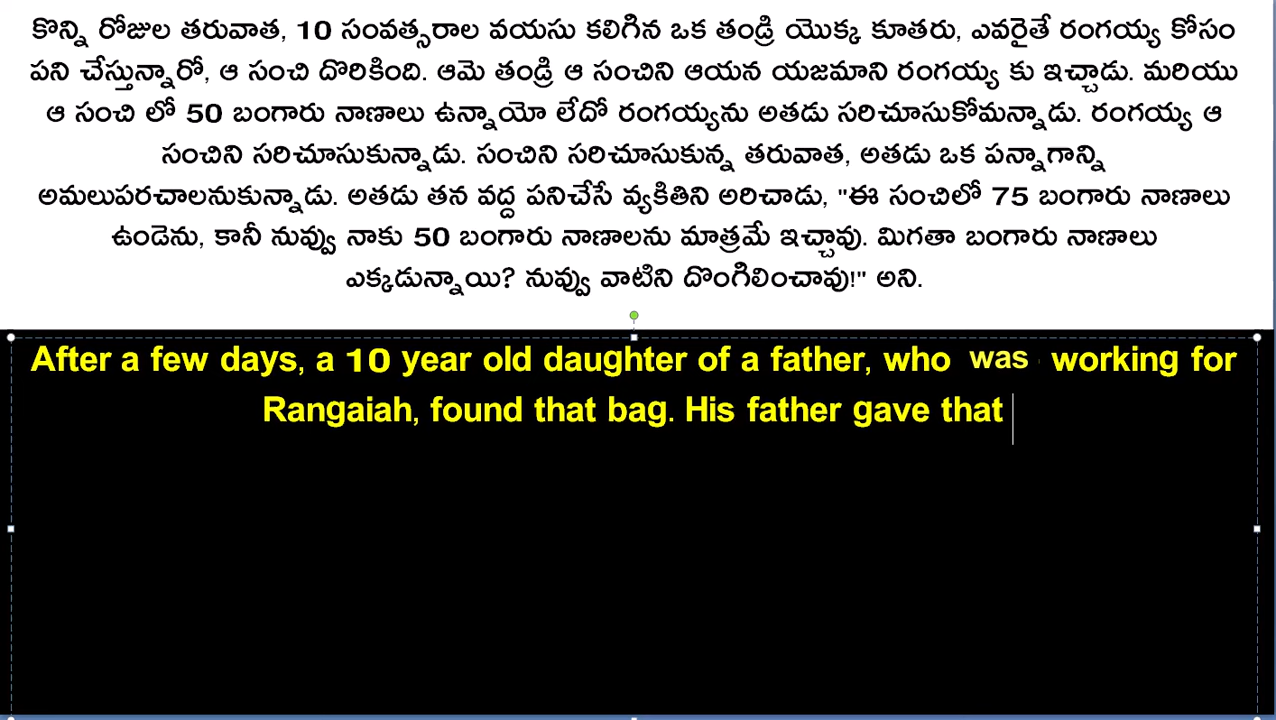 కొన్ని రోజుల తరువాత, 10 సంవత్సరాల వయసు కలిగిన ఒక తండ్రి యొక్క కూతరు, ఎవరైతే రంగయ్య కోసం
పని చేస్తున్నారో, ఆ సంచి దొరికింది. ఆమె తండ్రి ఆ సంచిని ఆయన యజమాని రంగయ్య కు ఇచ్చాడు. మరియు
ఆ సంచి లో 50 బంగారు నాణాలు ఉన్నాయో లేదో రంగయ్యను అతడు సరిచూసుకోమన్నాడు. రంగయ్య ఆ
సంచిని సరిచూసుకున్నాడు. సంచిని సరిచూసుకున్న తరువాత, అతడు ఒక పన్నాగాన్ని
అమలుపరచాలనుకున్నాడు. అతడు తన వద్ద పనిచేసే వ్యకితిని అరిచాడు, "ఈ సంచిలో 75 బంగారు నాణాలు
ఉండెను, కానీ నువ్వు నాకు 50 బంగారు నాణాలను మాత్రమే ఇచ్చావు. మిగతా బంగారు నాణాలు
ఎక్కడున్నాయి? నువ్వు వాటిని దొంగిలించావు!" అని.
After a few days, a 10 year old daughter of a father, who was working for
Rangaiah, found that bag. His father gave that